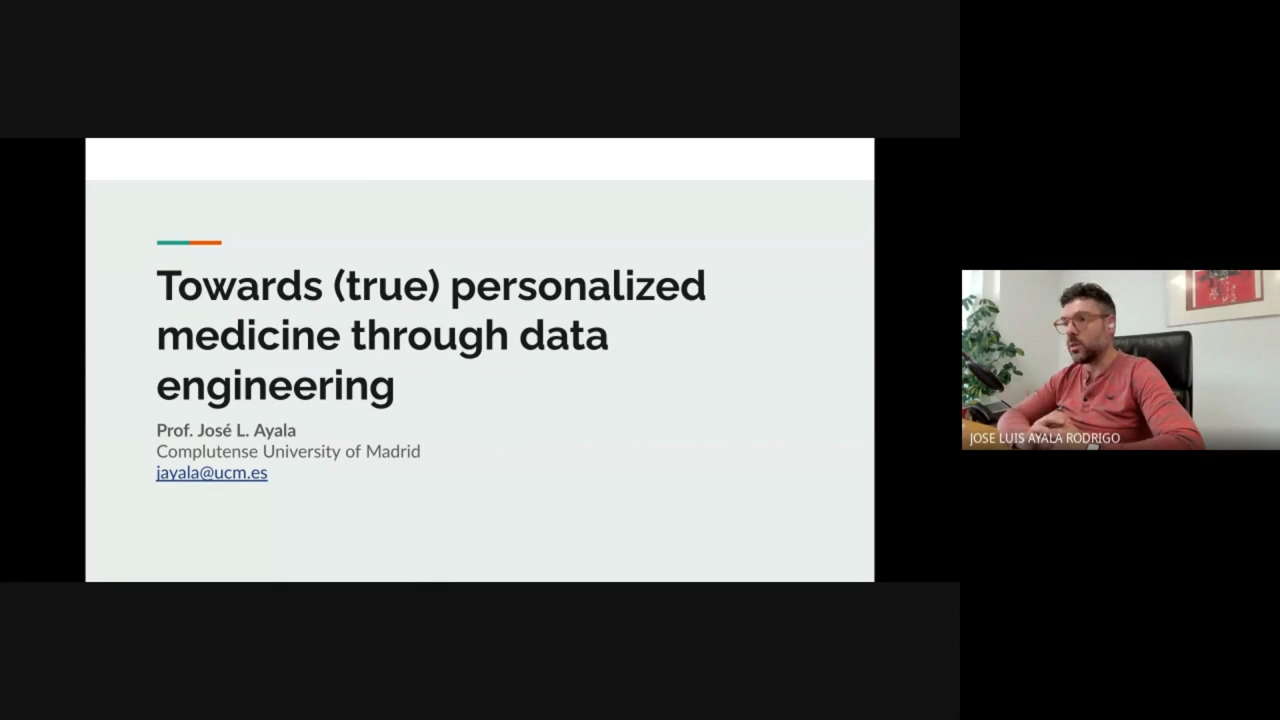 Towards (true) personalized
medicine through data
engineering
Prof. José L. Ayala
Complutense University of Madrid
jayala@ucm.es
JOSE LUIS AYALA RODRIGO